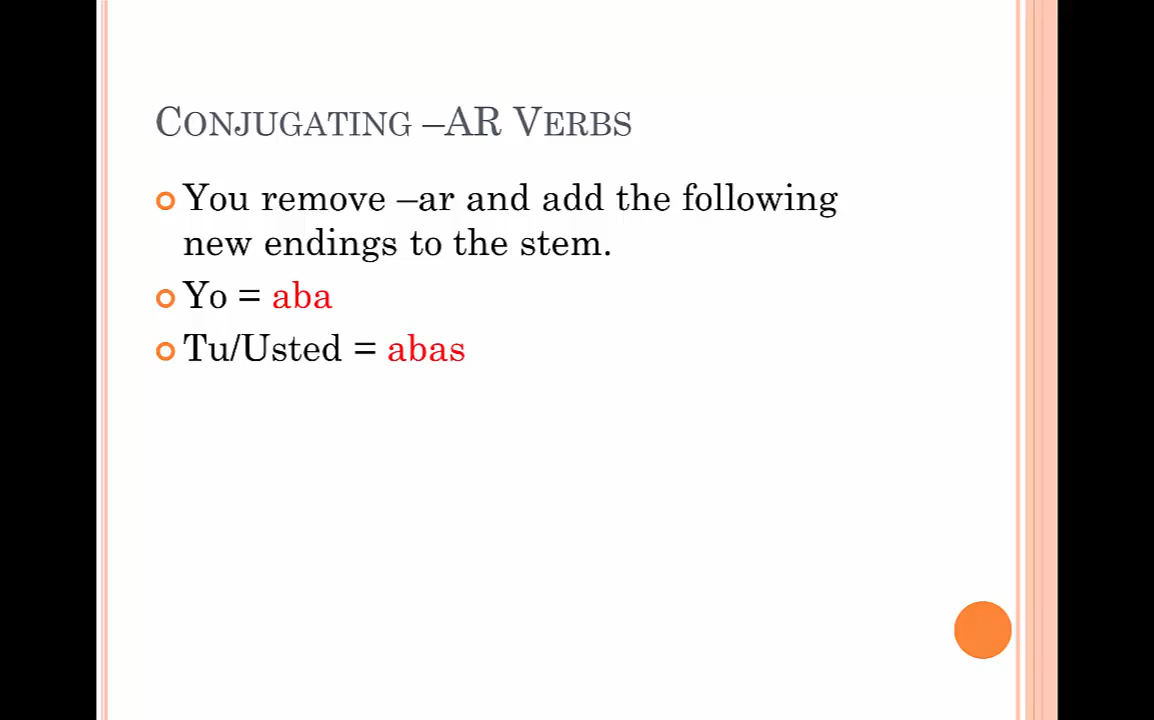 CONJUGATING –AR VERBS
You remove –ar and add the following
new endings to the stem.
Yo = aba
Tu/Usted = abas